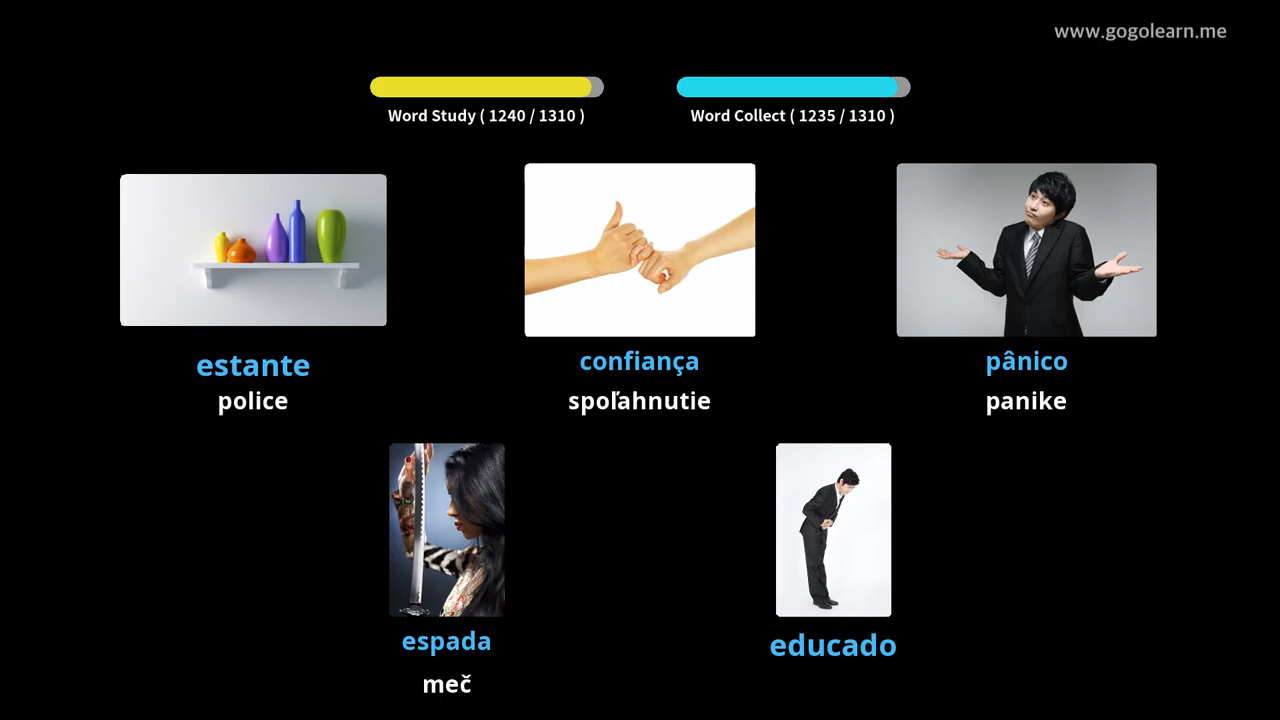 www.gogolearn.me
Word Study ( 1240 / 1310 )
Word Collect ( 1235 / 1310 )
estante
police
confiança
spoľahnutie
pânico
panike
espada
meč
educado